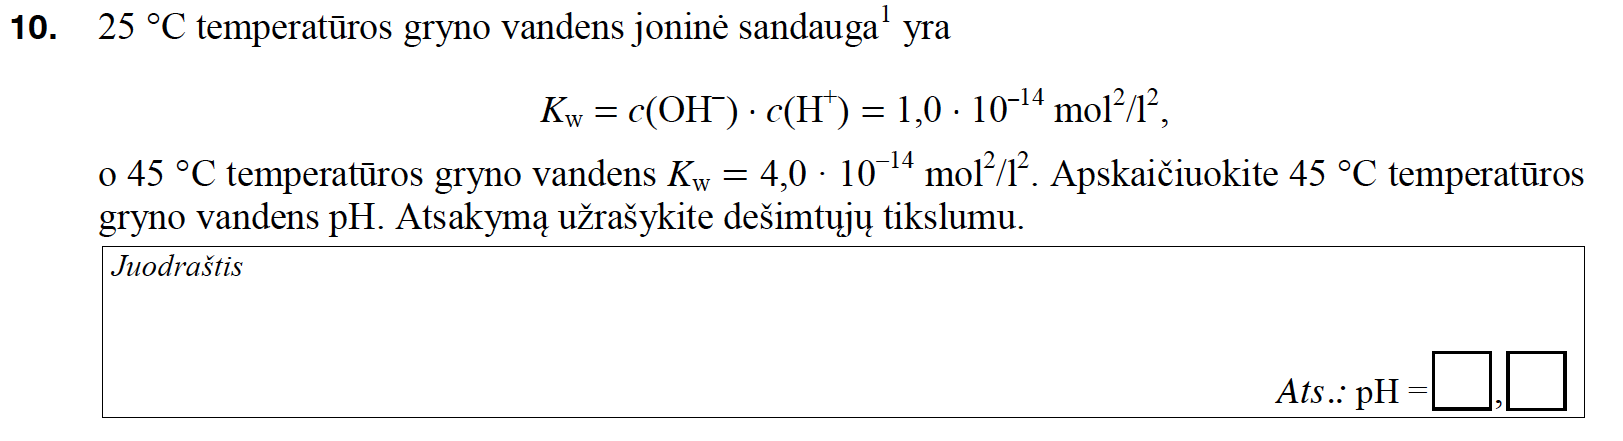 10. 25 °C temperatūros gryno vandens joninė sandauga¹ yra
K_w = c(OH⁻) · c(H⁺) = 1,0 · 10⁻¹⁴ mol²/l²,
o 45 °C temperatūros gryno vandens K_w = 4,0 · 10⁻¹⁴ mol²/l². Apskaičiuokite 45 °C temperatūros
gryno vandens pH. Atsakymą užrašykite dešimtųjų tikslumu.
Juodraštis
Ats.: pH = ,